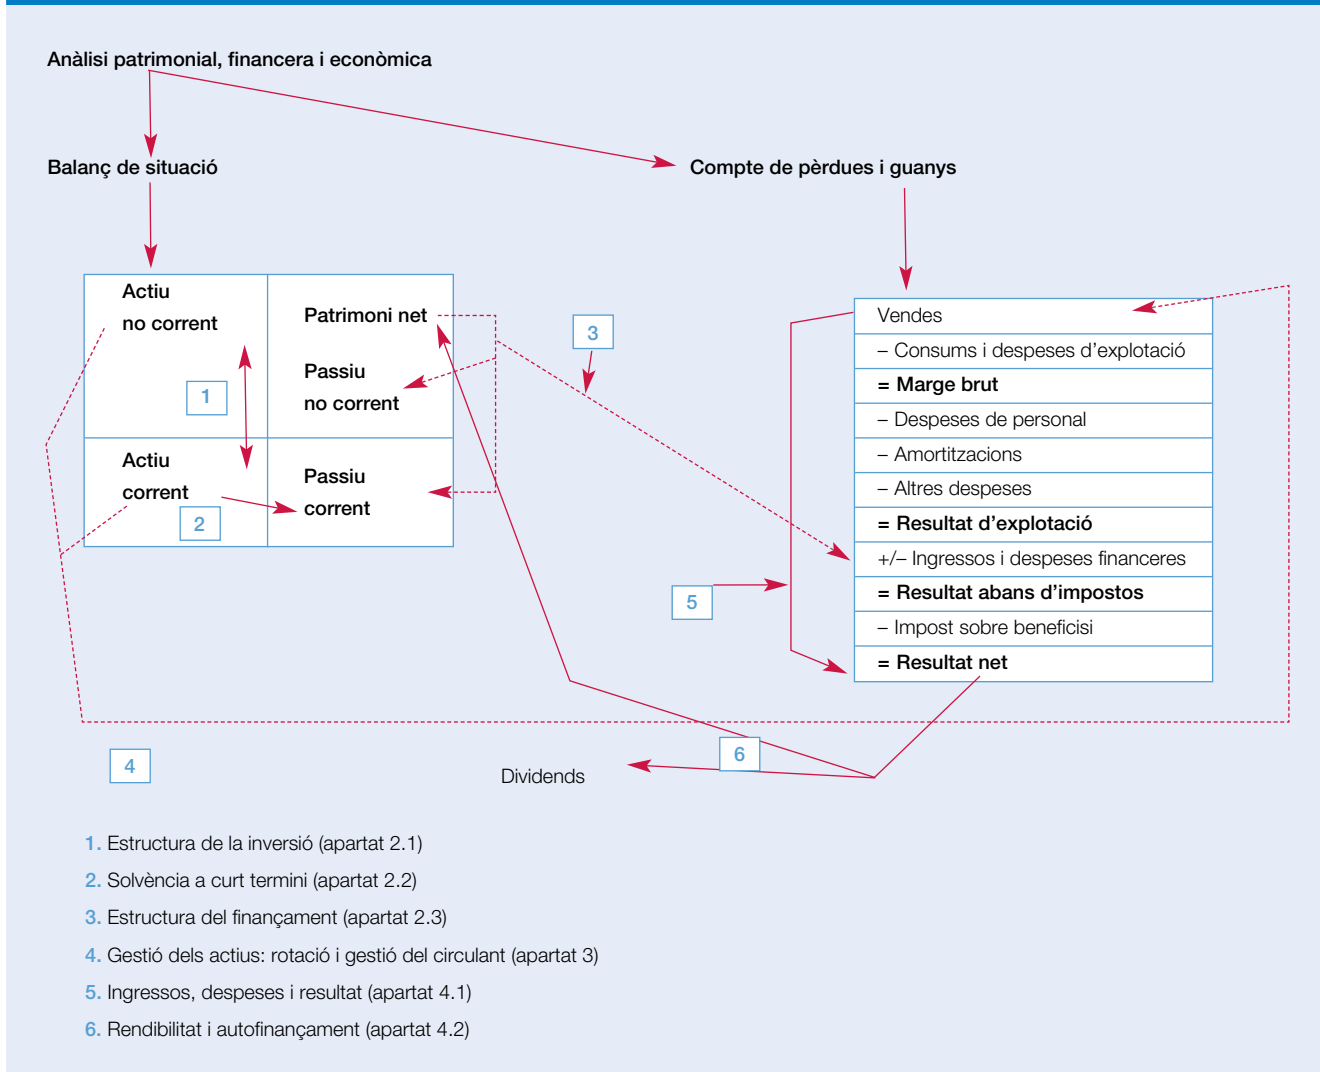 Anàlisi patrimonial, financera i econòmica
Balanç de situació
Compte de pèrdues i guanys
Actiu
no corrent
Patrimoni net
Passiu
no corrent
1
Actiu
corrent
Passiu
corrent
2
3
Vendes
– Consums i despeses d’explotació
= Marge brut
– Despeses de personal
– Amortitzacions
– Altres despeses
= Resultat d’explotació
+/– Ingressos i despeses financeres
= Resultat abans d’impostos
– Impost sobre beneficisi
= Resultat net
5
4
Dividends
6
1. Estructura de la inversió (apartat 2.1)
2. Solvència a curt termini (apartat 2.2)
3. Estructura del finançament (apartat 2.3)
4. Gestió dels actius: rotació i gestió del circulant (apartat 3)
5. Ingressos, despeses i resultat (apartat 4.1)
6. Rendibilitat i autofinançament (apartat 4.2)